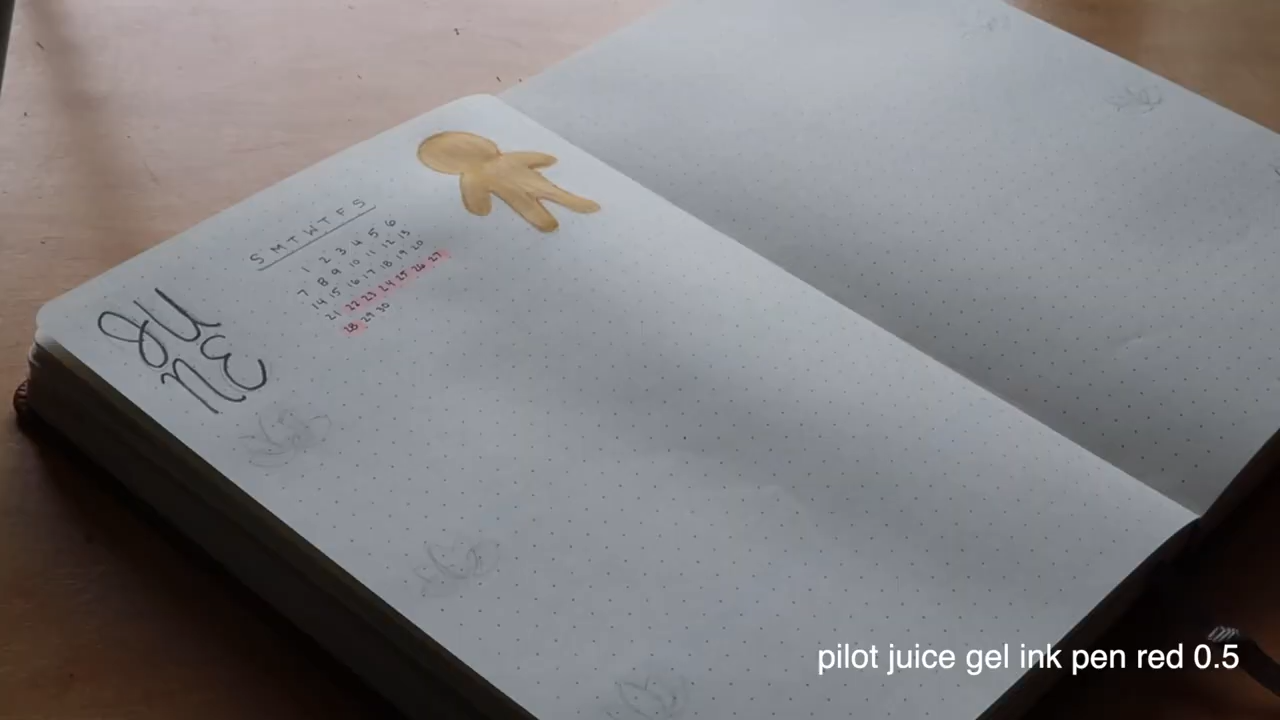 JU
NE
S M T W T F S
1 2 3 4 5 6
7 8 9 10 11 12 13
14 15 16 17 18 19 20
21 22 23 24 25 26 27
28 29 30
pilot juice gel ink pen red 0.5